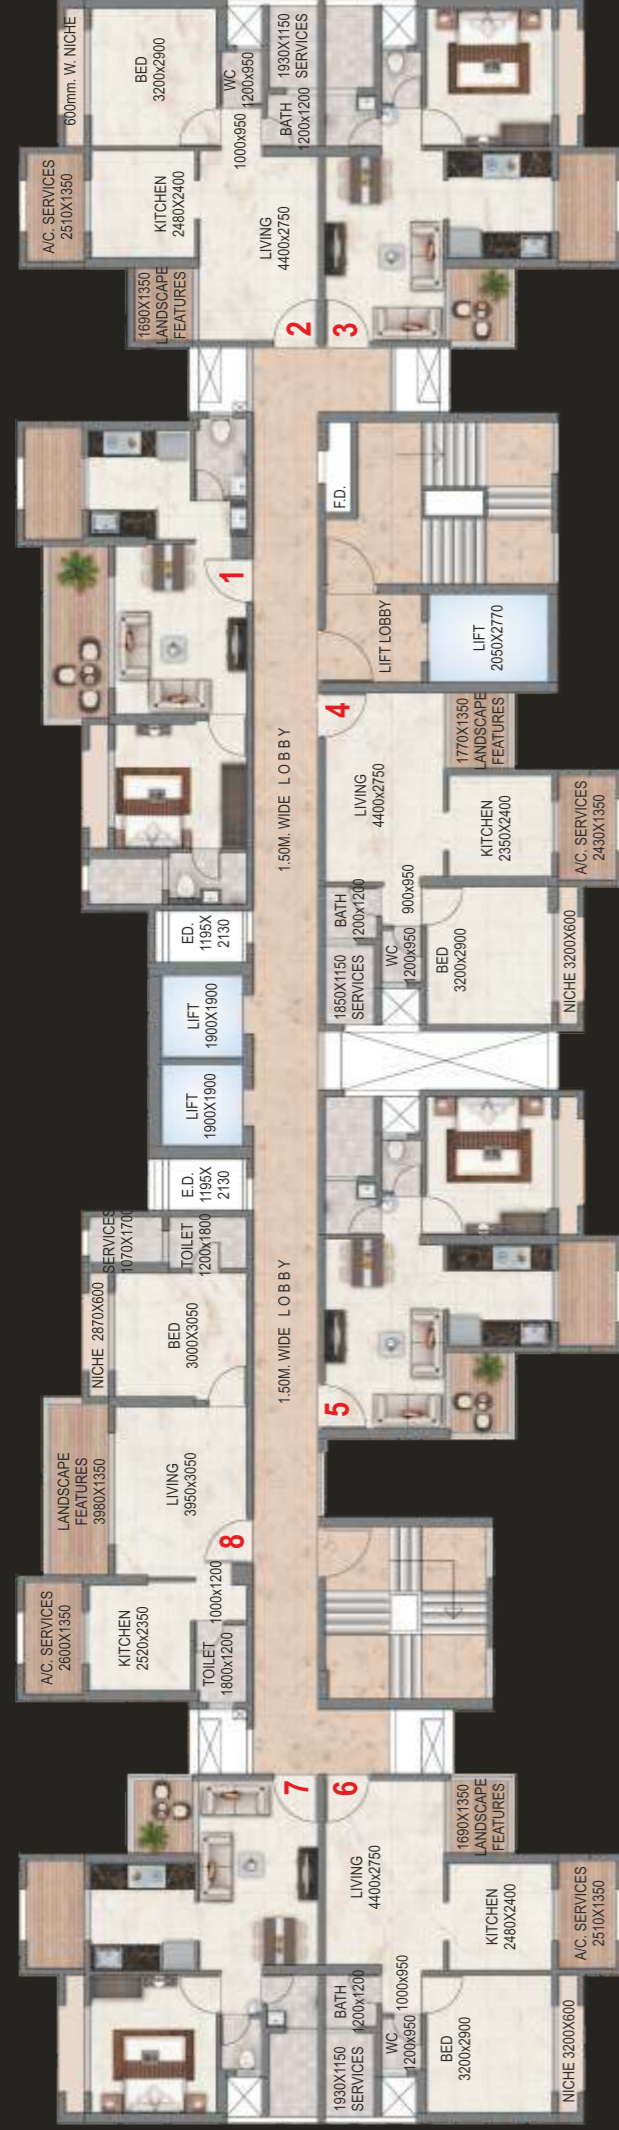 600mm. W. NICHE
BED
3200x2900
WC
1200x950
1930X1150
SERVICES
A/C. SERVICES
2510X1350
KITCHEN
2480X2400
1000x950
BATH
1200x1200
1690X1350
LANDSCAPE
FEATURES
LIVING
4400x2750
2
3
1
F.D.
LIFT LOBBY
LIFT
2050X2770
4
1.50M. WIDE LOBBY
LIVING
4400x2750
1770X1350
LANDSCAPE
FEATURES
KITCHEN
2350X2400
A/C. SERVICES
2430X1350
BATH
1200x1200
900x950
1850X1150
SERVICES
WC
1200x950
BED
3200x2900
NICHE 3200X600
ED.
1195X
2130
LIFT
1900X1900
LIFT
1900X1900
E.D.
1195X
2130
SERVICES
1070X1700
TOILET
1200x1800
NICHE 2870X600
BED
3000X3050
1.50M. WIDE LOBBY
5
LANDSCAPE
FEATURES
3980X1350
LIVING
3950x3050
8
A/C. SERVICES
2600X1350
KITCHEN
2520x2350
1000x1200
TOILET
1800x1200
7
6
LIVING
4400x2750
1690X1350
LANDSCAPE
FEATURES
KITCHEN
2480X2400
A/C. SERVICES
2510X1350
BATH
1200x1200
1000x950
1930X1150
SERVICES
WC
1200x950
BED
3200x2900
NICHE 3200X600